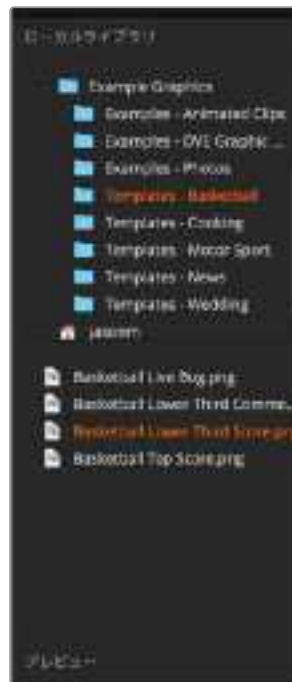 ローカルライブラリ
Example Graphics
Examples - Animated Clips
Examples - DVE Graphic ...
Examples - Photos
Templates - Basketball
Templates - Cooking
Templates - Motor Sport
Templates - News
Templates - Wedding
Basketball Live Bug.png
Basketball Lower Third Comme...
Basketball Lower Third Score.pn
Basketball Top Score.png
プレビュー